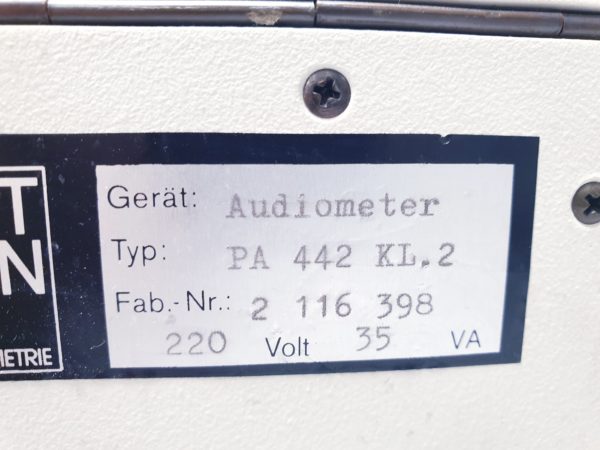 Gerät: Audiometer
Typ: PA 442 KL.2
Fab.-Nr.: 2 116 398
220 Volt 35 VA